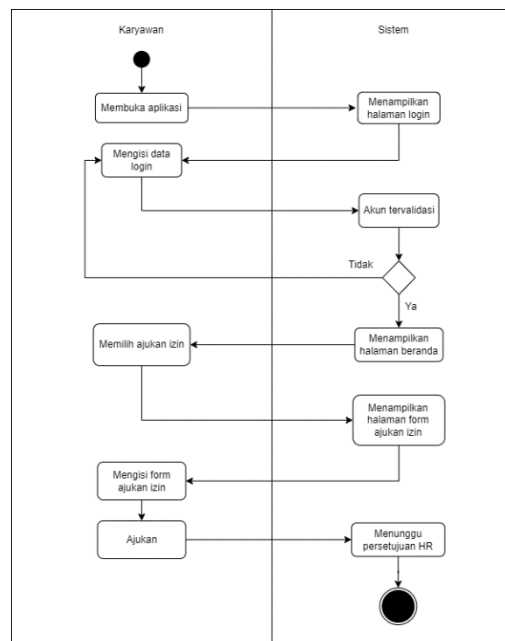 Karyawan
Sistem
Membuka aplikasi
Menampilkan
halaman login
Mengisi data
login
Akun tervalidasi
Tidak
Ya
Menampilkan
halaman beranda
Memilih ajukan izin
Menampilkan
halaman form
ajukan izin
Mengisi form
ajukan izin
Ajukan
Menunggu
persetujuan HR